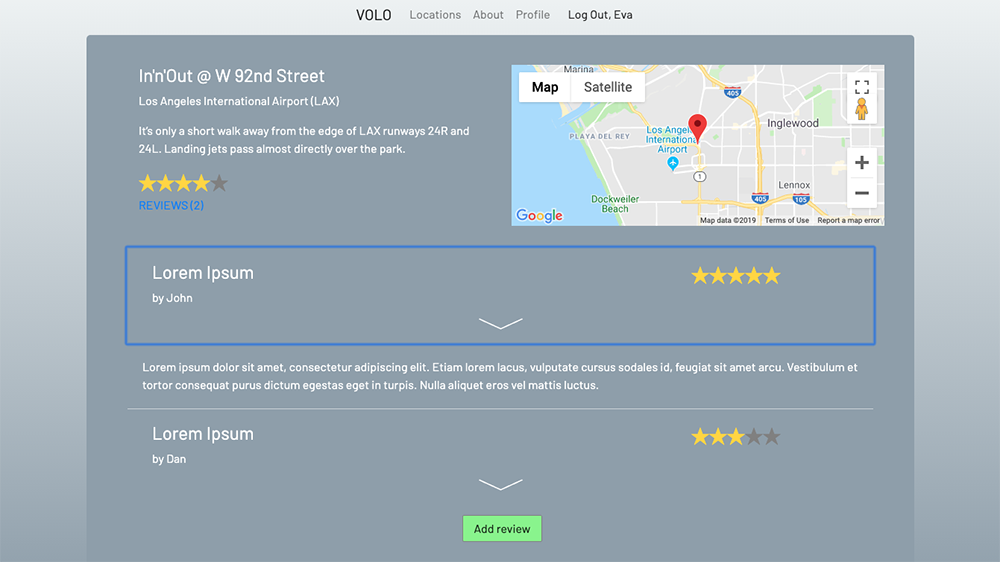 VOLO Locations About Profile Log Out, Eva
In'n'Out @ W 92nd Street
Los Angeles International Airport (LAX)
It's only a short walk away from the edge of LAX runways 24R and
24L. Landing jets pass almost directly over the park.
REVIEWS (2)
Map Satellite
Marina
405
Inglewood
PLAYA DEL REY
Los Angeles
International
Airport
1
Lennox
Dockweiler
Beach
405
105
Google
Map data ©2019 Terms of Use Report a map error
Lorem Ipsum
by John
Lorem ipsum dolor sit amet, consectetur adipiscing elit. Etiam lorem lacus, vulputate cursus sodales id, feugiat sit amet arcu. Vestibulum et
tortor consequat purus dictum egestas eget in turpis. Nulla aliquet eros vel mattis luctus.
Lorem Ipsum
by Dan
Add review